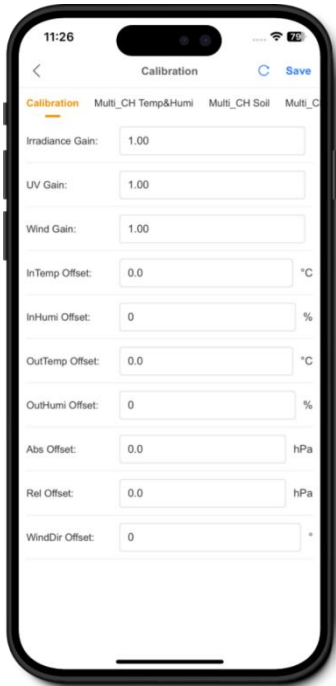 11:26 79
Calibration Save
Calibration Multi_CH Temp&Humi Multi_CH Soil Multi_C
Irradiance Gain: 1.00
UV Gain: 1.00
Wind Gain: 1.00
InTemp Offset: 0.0 °C
InHumi Offset: 0 %
OutTemp Offset: 0.0 °C
OutHumi Offset: 0 %
Abs Offset: 0.0 hPa
Rel Offset: 0.0 hPa
WindDir Offset: 0 °